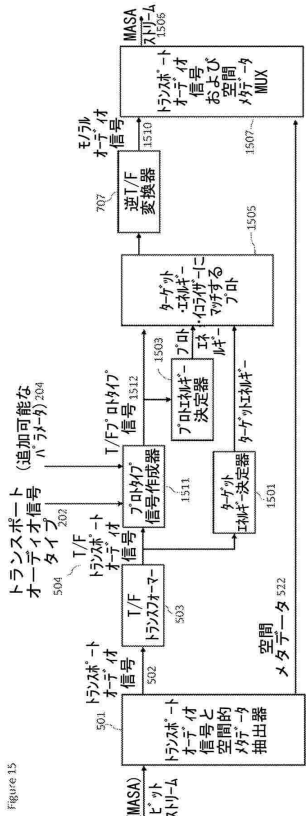 Figure 15
(MASA)
ビット
ストリーム
501
トランスポート
オーディオ
信号と
空間的
メタデータ
抽出器
トランスポート
オーディオ
信号
502
T/F
トランスフォーマー
503
504
T/F
トランスポート
オーディオ
信号
トランスポート
オーディオ信号
タイプ
202
(追加可能な
パラメータ)
204
プロトタイプ
信号作成器
1511
T/Fプロトタイプ
信号
1512
プロトエネルギー
決定器
1503
プロト
エネルギー
ターゲット
エネルギー決定器
1501
ターゲットエネルギー
ターゲット
・エネルギー
・イコライザーに
マッチする
プロト
1505
逆T/F
変換器
707
モノラル
オーディオ
信号
1510
空間
メタデータ 522
トランスポート
オーディオ信号
および
空間
メタデータ
MUX
1507
MASA
ストリーム
1506